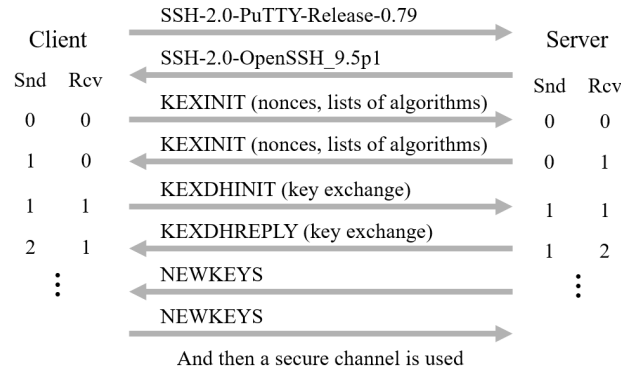 SSH-2.0-PuTTY-Release-0.79
Client Server
SSH-2.0-OpenSSH_9.5p1
Snd Rcv Snd Rcv
KEXINIT (nonces, lists of algorithms)
0 0 0 0
KEXINIT (nonces, lists of algorithms)
1 0 0 1
KEXDHINIT (key exchange)
1 1 1 1
KEXDHREPLY (key exchange)
2 1 1 2
NEWKEYS
NEWKEYS
And then a secure channel is used